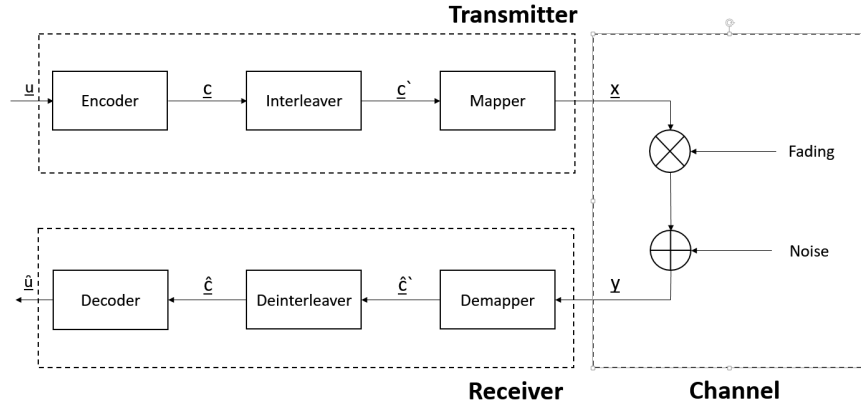 Transmitter
u
Encoder
c
Interleaver
c`
Mapper
x
Fading
Noise
û
Decoder
ĉ
Deinterleaver
ĉ`
Demapper
y
Receiver
Channel